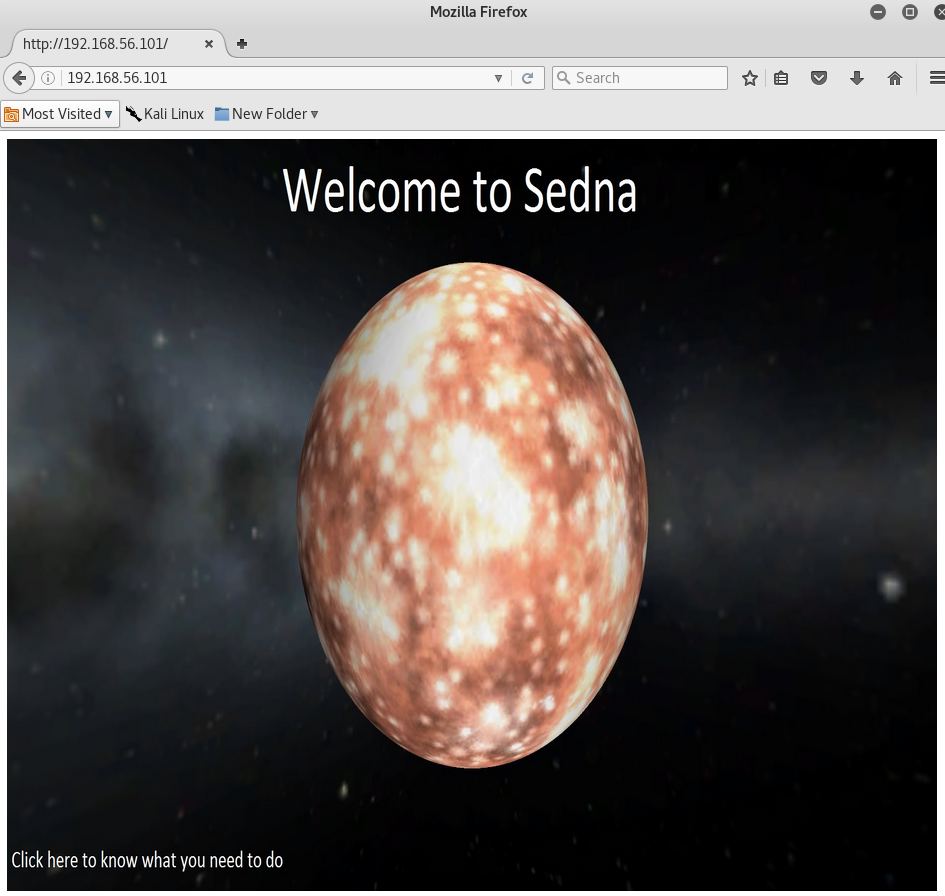 Mozilla Firefox
http://192.168.56.101/
192.168.56.101
Search
Most Visited
Kali Linux
New Folder
Welcome to Sedna
Click here to know what you need to do